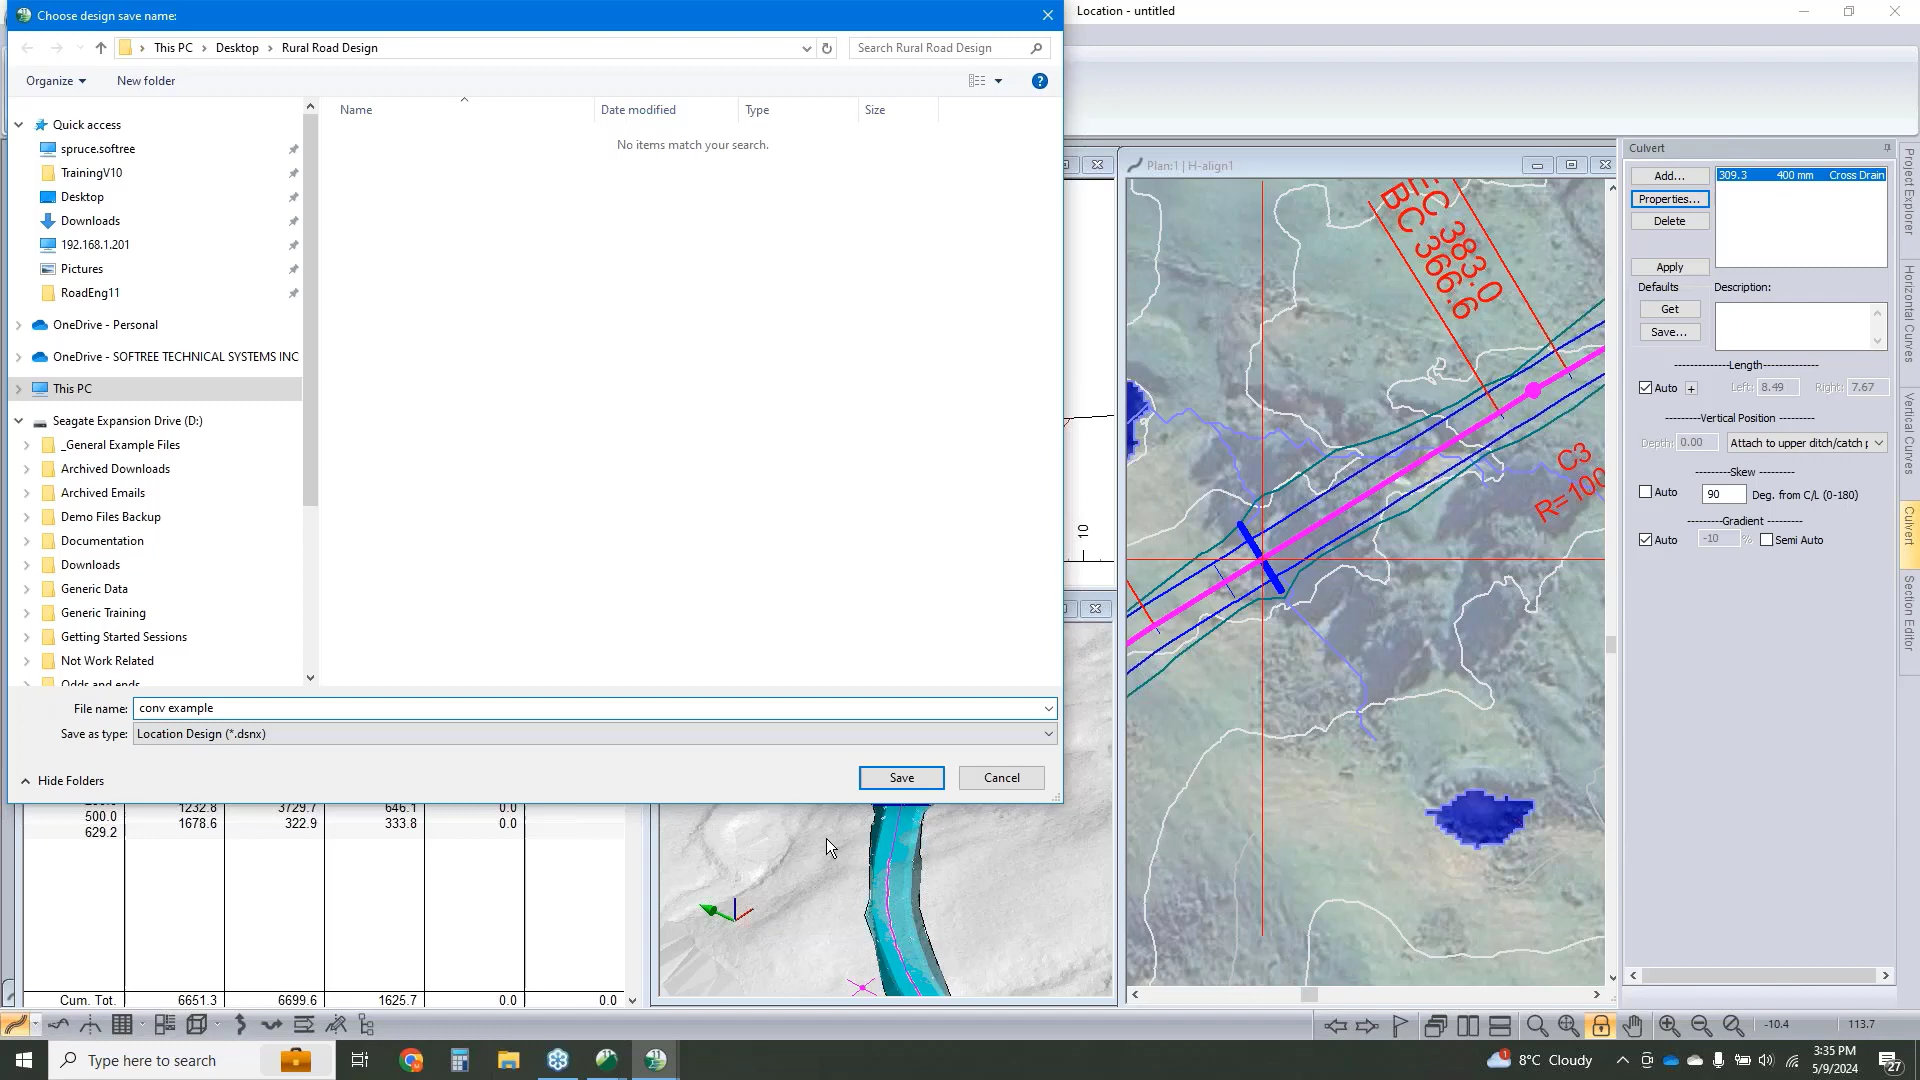 Choose design save name:
Location - untitled
This PC
Desktop
Rural Road Design
Search Rural Road Design
Organize
New folder
Name
Date modified
Type
Size
No items match your search.
Quick access
spruce.softree
TrainingV10
Desktop
Downloads
192.168.1.201
Pictures
RoadEng11
OneDrive - Personal
OneDrive - SOFTREE TECHNICAL SYSTEMS INC
This PC
Seagate Expansion Drive (D:)
_General Example Files
Archived Downloads
Archived Emails
Demo Files Backup
Documentation
Downloads
Generic Data
Generic Training
Getting Started Sessions
Not Work Related
Odds and ends
File name:
conv example
Save as type:
Location Design (*.dsnx)
Hide Folders
Save
Cancel
1232.8 3729.7 646.1 0.0
500.0
1678.6 322.9 333.8 0.0
629.2
Cum. Tot. 6651.3 6699.6 1625.7 0.0 0.0
10
Plan:1 | H-align1
EC 383.0
BC 366.6
C3
R=100
Culvert
Add...
309.3 400 mm Cross Drain
Properties...
Delete
Apply
Defaults
Description:
Get
Save...
--------------Length--------------
Auto
+
Left: 8.49
Right: 7.67
---------Vertical Position ---------
Depth: 0.00
Attach to upper ditch/catch p
---------Skew ---------
Auto
90
Deg. from C/L (0-180)
---------Gradient ---------
Auto
-10
%
Semi Auto
Project Explorer
Horizontal Curves
Vertical Curves
Culvert
Section Editor
-10.4
113.7
Type here to search
8°C Cloudy
3:35 PM
5/9/2024
27